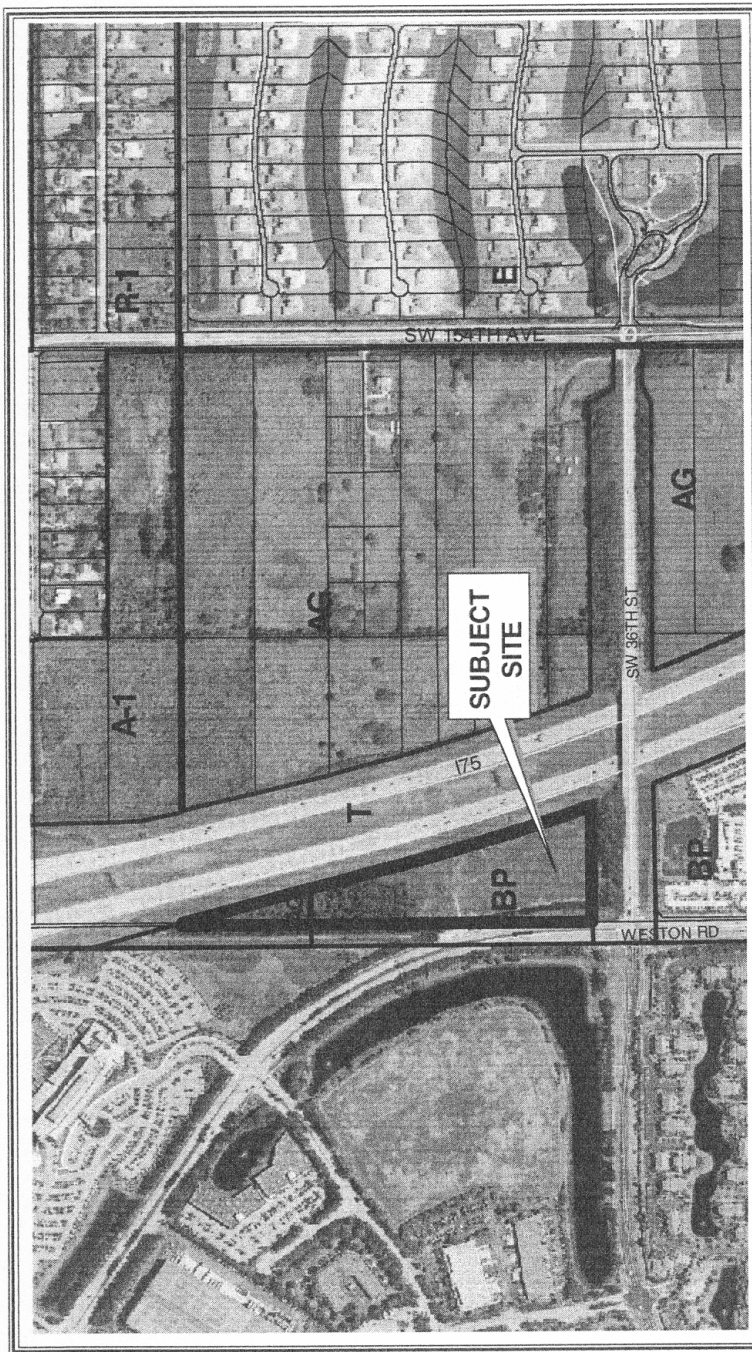 R-1
E
SW 154TH AVE
A-1
AG
AG
SUBJECT
SITE
SW 36TH ST
I75
T
BP
BP
WESTON RD